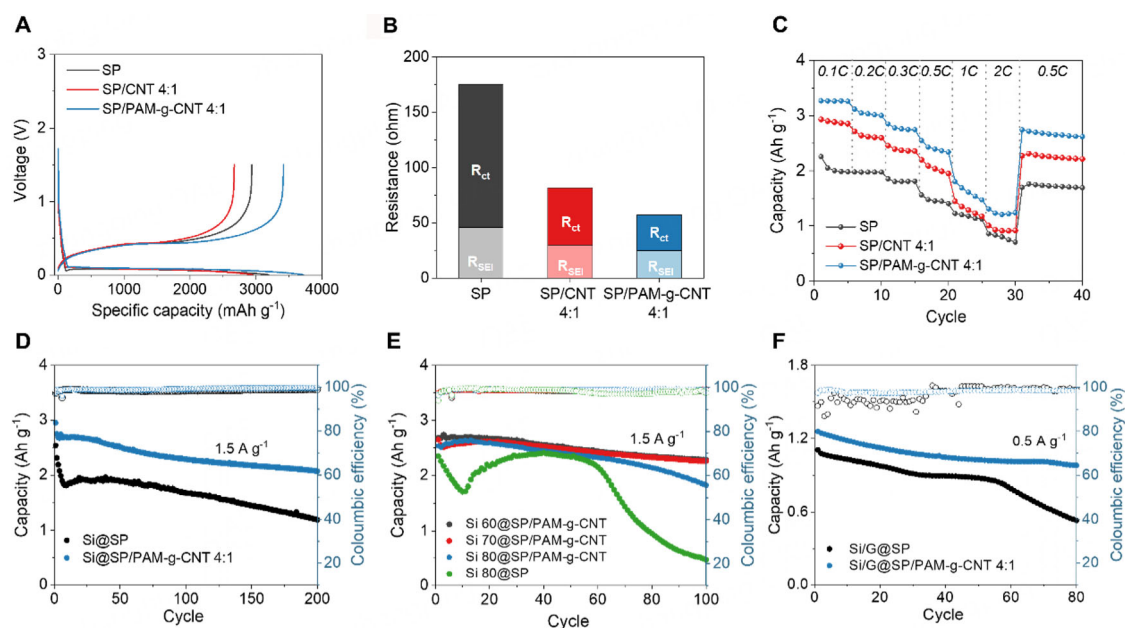 A
3
2
1
0
Voltage (V)
SP
SP/CNT 4:1
SP/PAM-g-CNT 4:1
0 1000 2000 3000 4000
Specific capacity (mAh g-1)
B
200
150
100
50
0
Resistance (ohm)
Rct
RSEI
Rct
RSEI
Rct
RSEI
SP SP/CNT 4:1 SP/PAM-g-CNT 4:1
C
4
3
2
1
0
Capacity (Ah g-1)
0.1C 0.2C 0.3C 0.5C 1C 2C 0.5C
SP
SP/CNT 4:1
SP/PAM-g-CNT 4:1
0 10 20 30 40
Cycle
D
4
3
2
1
0
Capacity (Ah g-1)
1.5 A g-1
Si@SP
Si@SP/PAM-g-CNT 4:1
100
80
60
40
20
Coloumbic efficiency (%)
0 50 100 150 200
Cycle
E
4
3
2
1
0
Capacity (Ah g-1)
1.5 A g-1
Si 60@SP/PAM-g-CNT
Si 70@SP/PAM-g-CNT
Si 80@SP/PAM-g-CNT
Si 80@SP
100
80
60
40
20
Coloumbic efficiency (%)
0 20 40 60 80 100
Cycle
F
1.8
1.2
0.6
0.0
Capacity (Ah g-1)
0.5 A g-1
Si/G@SP
Si/G@SP/PAM-g-CNT 4:1
100
80
60
40
20
Coloumbic efficiency (%)
0 20 40 60 80
Cycle